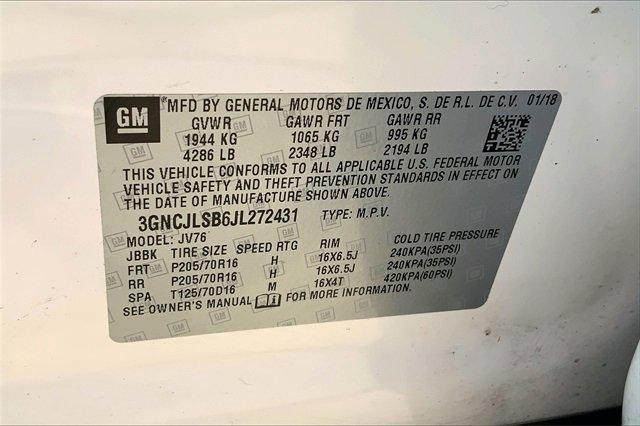 GM
MFD BY GENERAL MOTORS DE MEXICO, S. DE R.L. DE C.V. 01/18
GVWR GAWR FRT GAWR RR
1944 KG 1065 KG 995 KG
4286 LB 2348 LB 2194 LB
THIS VEHICLE CONFORMS TO ALL APPLICABLE U.S. FEDERAL MOTOR
VEHICLE SAFETY AND THEFT PREVENTION STANDARDS IN EFFECT ON
THE DATE OF MANUFACTURE SHOWN ABOVE.
3GNCJLSB6JL272431 TYPE: M.P.V.
MODEL: JV76
JBBK TIRE SIZE SPEED RTG RIM COLD TIRE PRESSURE
FRT P205/70R16 H 16X6.5J 240KPA(35PSI)
RR P205/70R16 H 16X6.5J 240KPA(35PSI)
SPA T125/70D16 M 16X4T 420KPA(60PSI)
SEE OWNER'S MANUAL FOR MORE INFORMATION.